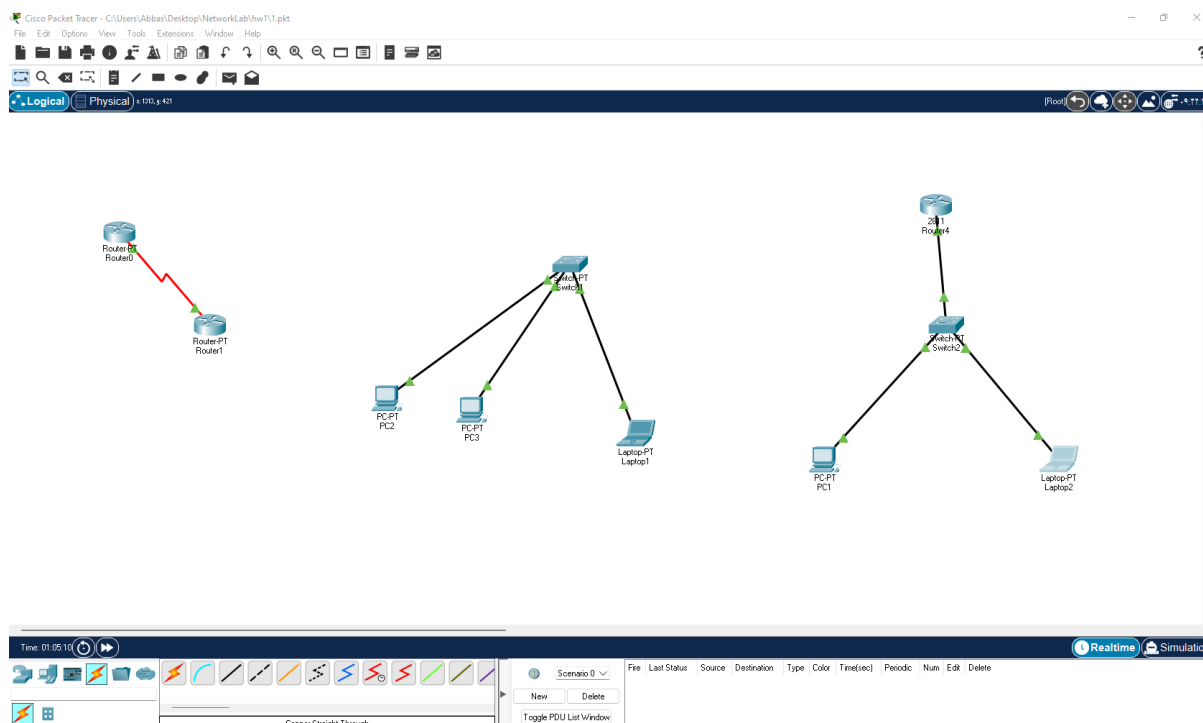 Cisco Packet Tracer - C:\Users\Abbas\Desktop\NetworkLab\hw1\1.pkt
File Edit Options View Tools Extensions Window Help
Logical Physical x: 1313, y: 421 [Root]
2811
Router4
Router-PT
Router0
Switch-PT
Switch1
Router-PT
Router1
Switch-PT
Switch2
PC-PT
PC2
PC-PT
PC3
Laptop-PT
Laptop1
PC-PT
PC1
Laptop-PT
Laptop2
Time: 01:05:10 Realtime Simulatio
Scenario 0 Fire Last Status Source Destination Type Color Time(sec) Periodic Num Edit Delete
New Delete
Toggle PDU List Window
Copper Straight-Through